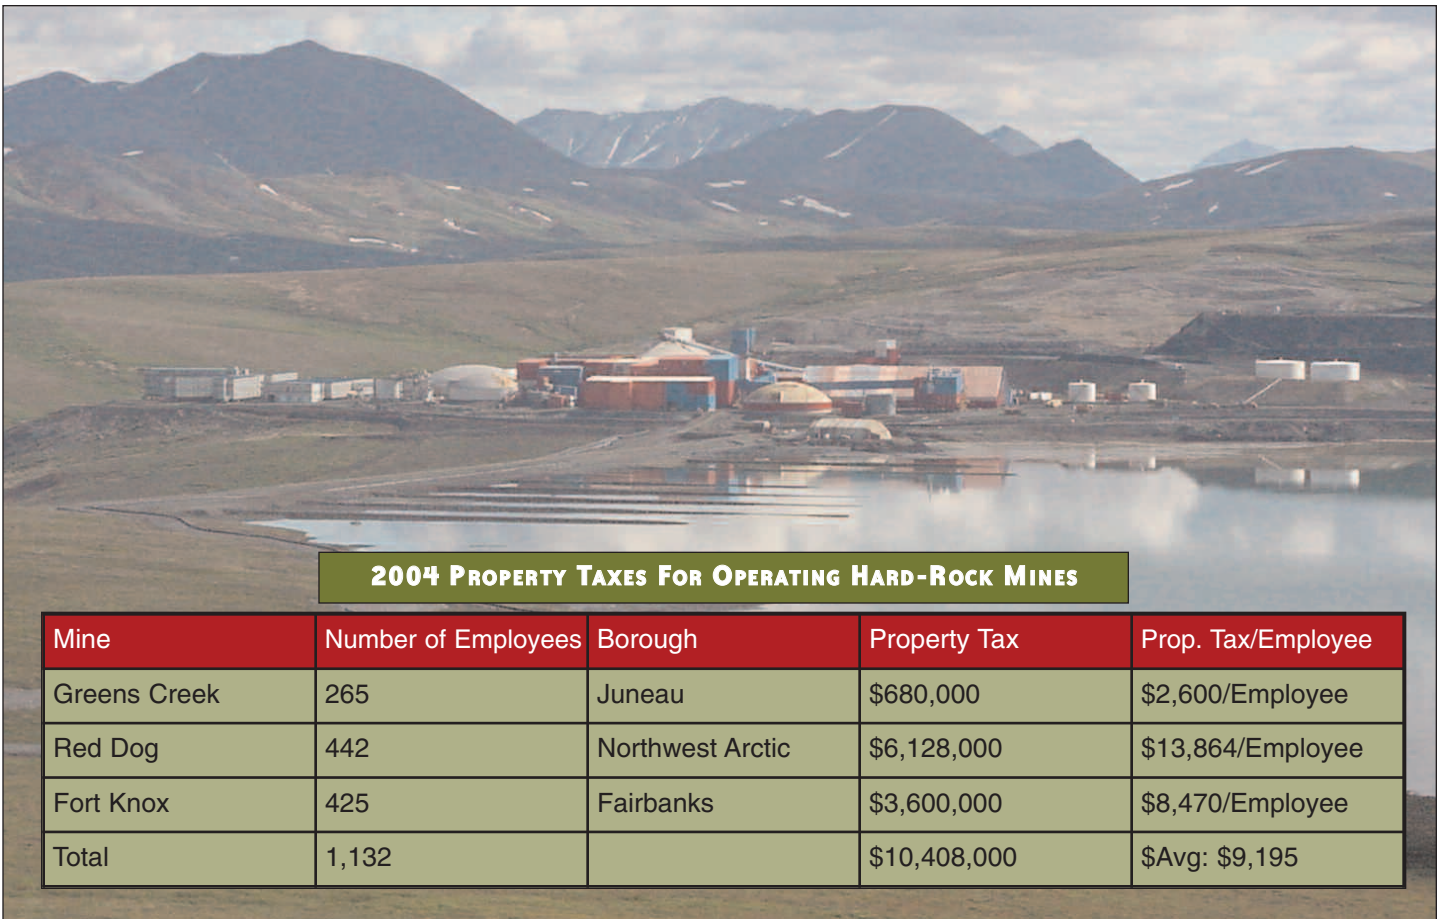 2004 Property Taxes For Operating Hard-Rock Mines
Mine Number of Employees Borough Property Tax Prop. Tax/Employee
Greens Creek 265 Juneau $680,000 $2,600/Employee
Red Dog 442 Northwest Arctic $6,128,000 $13,864/Employee
Fort Knox 425 Fairbanks $3,600,000 $8,470/Employee
Total 1,132 $10,408,000 $Avg: $9,195